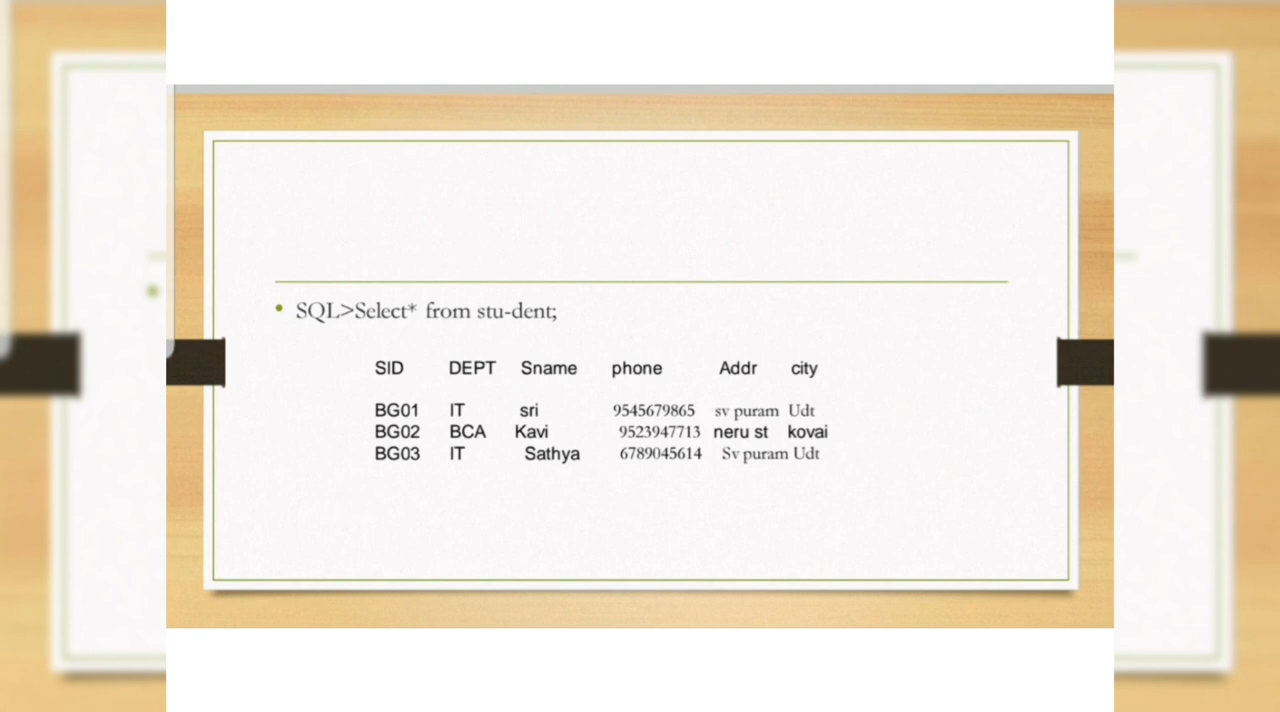 • SQL>Select* from stu-dent;
SID DEPT Sname phone Addr city
BG01 IT sri 9545679865 sv puram Udt
BG02 BCA Kavi 9523947713 neru st kovai
BG03 IT Sathya 6789045614 Sv puram Udt